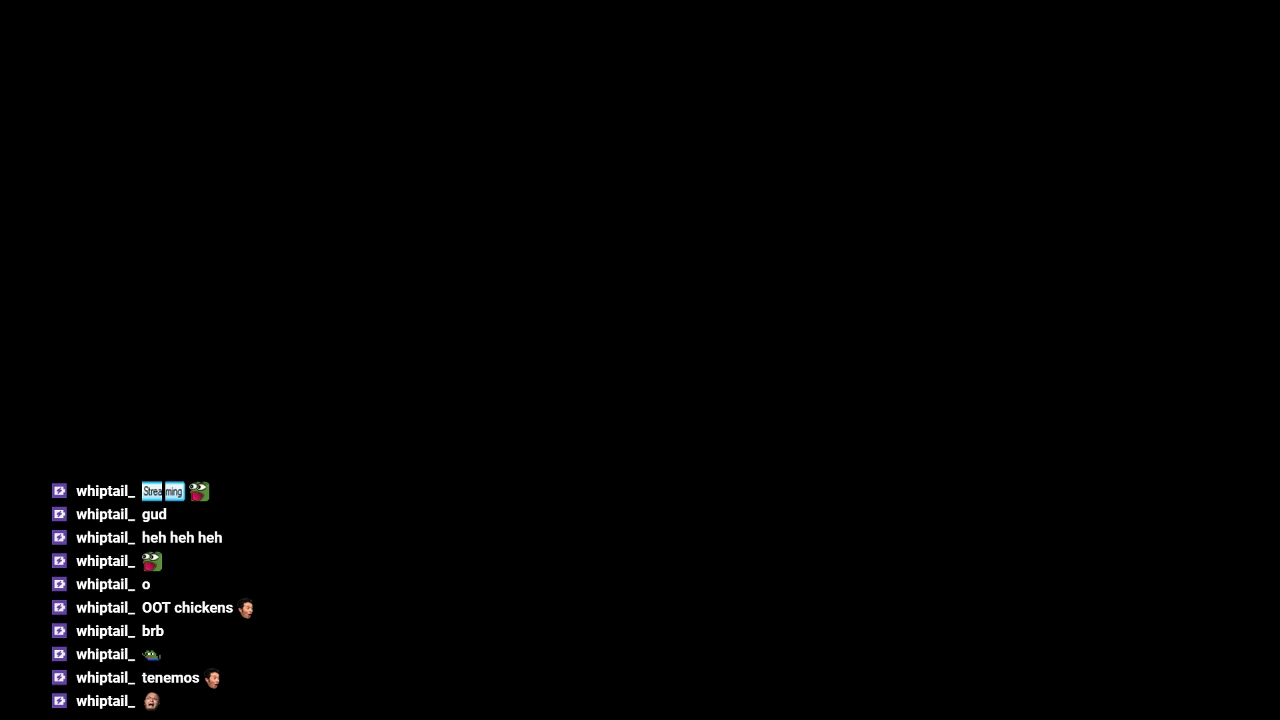 whiptail_ Streaming
whiptail_ gud
whiptail_ heh heh heh
whiptail_
whiptail_ o
whiptail_ OOT chickens
whiptail_ brb
whiptail_
whiptail_ tenemos
whiptail_